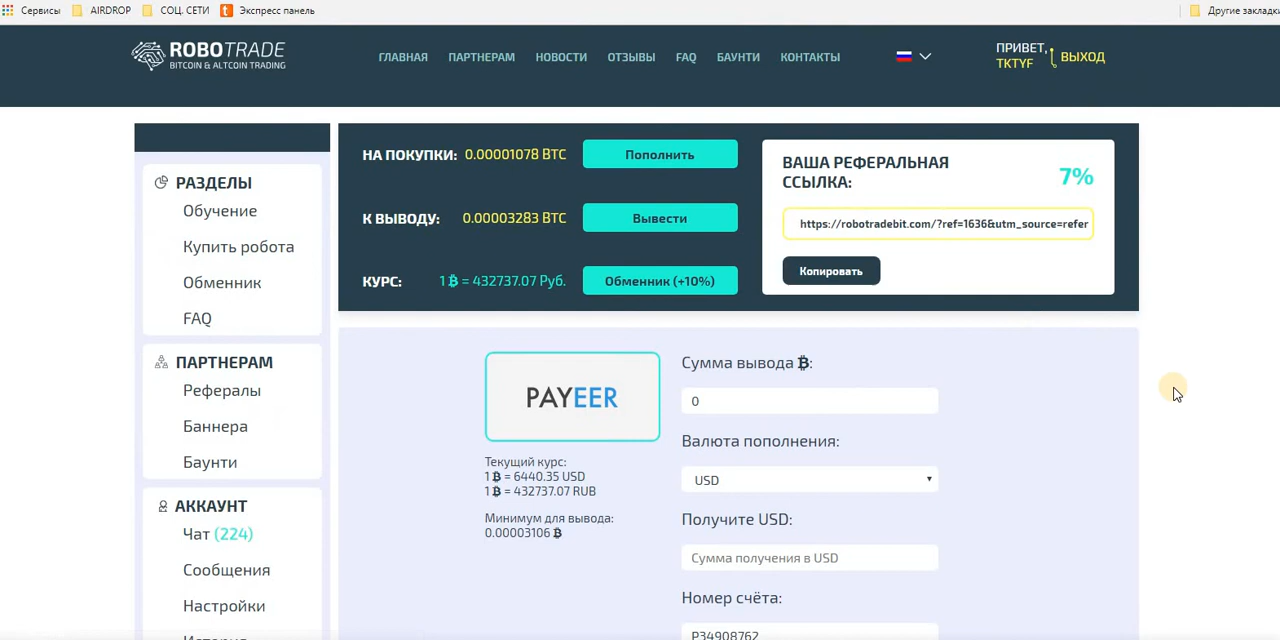 Сервисы AIRDROP СОЦ. СЕТИ Экспресс панель Другие закладки
ROBOTRADE
BITCOIN & ALTCOIN TRADING
ГЛАВНАЯ ПАРТНЕРАМ НОВОСТИ ОТЗЫВЫ FAQ БАУНТИ КОНТАКТЫ
ПРИВЕТ,
TKTYF
ВЫХОД
РАЗДЕЛЫ
Обучение
Купить робота
Обменник
FAQ
ПАРТНЕРАМ
Рефералы
Баннера
Баунти
АККАУНТ
Чат (224)
Сообщения
Настройки
История
НА ПОКУПКИ: 0.00001078 BTC Пополнить
К ВЫВОДУ: 0.00003283 BTC Вывести
КУРС: 1 ₿ = 432737.07 Руб. Обменник (+10%)
ВАША РЕФЕРАЛЬНАЯ
ССЫЛКА:
7%
https://robotradebit.com/?ref=1636&utm_source=refer
Копировать
PAYEER
Текущий курс:
1 ₿ = 6440.35 USD
1 ₿ = 432737.07 RUB
Минимум для вывода:
0.00003106 ₿
Сумма вывода ₿:
0
Валюта пополнения:
USD
Получите USD:
Сумма получения в USD
Номер счёта:
P34908762